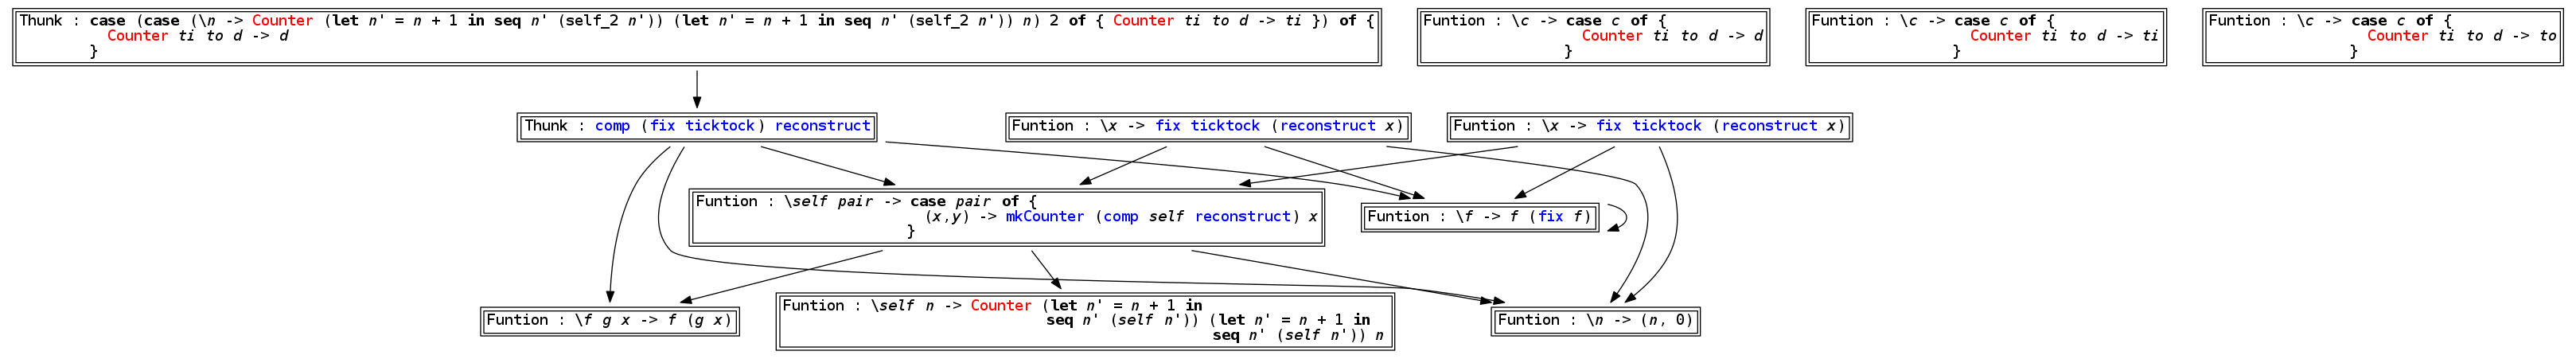 Thunk : case (case (\n -> Counter (let n' = n + 1 in seq n' (self_2 n')) (let n' = n + 1 in seq n' (self_2 n')) n) 2 of { Counter ti to d -> ti }) of {
Counter ti to d -> d
}
Funtion : \c -> case c of {
Counter ti to d -> d
}
Funtion : \c -> case c of {
Counter ti to d -> ti
}
Funtion : \c -> case c of {
Counter ti to d -> to
}
Thunk : comp (fix ticktock) reconstruct
Funtion : \x -> fix ticktock (reconstruct x)
Funtion : \x -> fix ticktock (reconstruct x)
Funtion : \self pair -> case pair of {
(x,y) -> mkCounter (comp self reconstruct) x
}
Funtion : \f -> f (fix f)
Funtion : \f g x -> f (g x)
Funtion : \self n -> Counter (let n' = n + 1 in
seq n' (self n')) (let n' = n + 1 in
seq n' (self n')) n
Funtion : \n -> (n, 0)